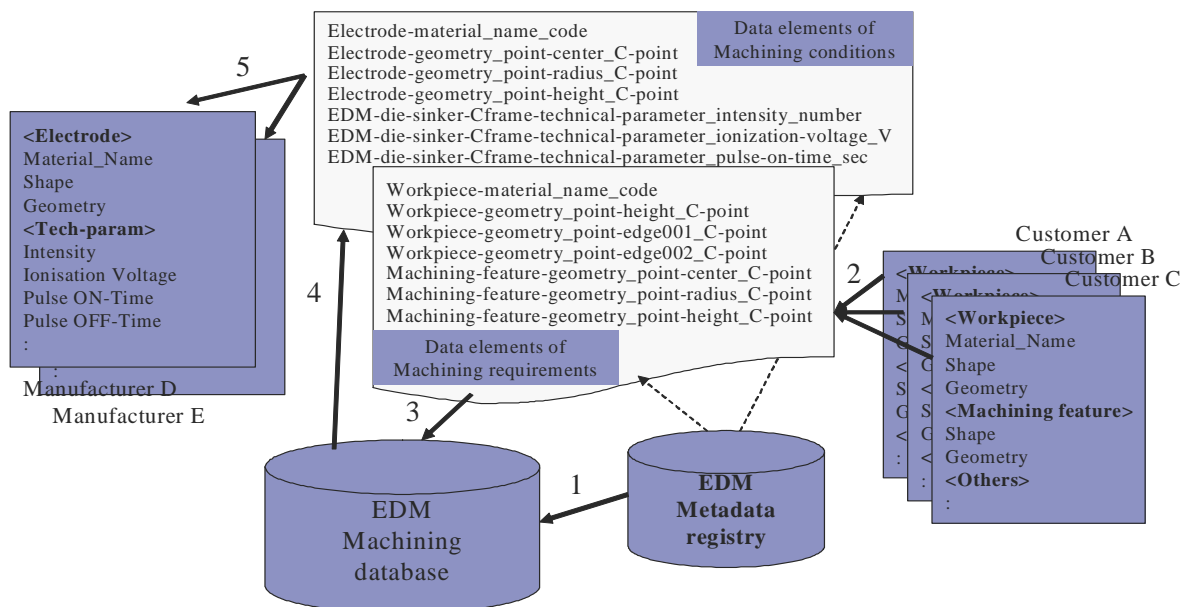 Electrode-material_name_code
Electrode-geometry_point-center_C-point
Electrode-geometry_point-radius_C-point
Electrode-geometry_point-height_C-point
EDM-die-sinker-Cframe-technical-parameter_intensity_number
EDM-die-sinker-Cframe-technical-parameter_ionization-voltage_V
EDM-die-sinker-Cframe-technical-parameter_pulse-on-time_sec
Data elements of
Machining conditions
5
<Electrode>
Material_Name
Shape
Geometry
<Tech-param>
Intensity
Ionisation Voltage
Pulse ON-Time
Pulse OFF-Time
:
:
Manufacturer D
Manufacturer E
Workpiece-material_name_code
Workpiece-geometry_point-height_C-point
Workpiece-geometry_point-edge001_C-point
Workpiece-geometry_point-edge002_C-point
Machining-feature-geometry_point-center_C-point
Machining-feature-geometry_point-radius_C-point
Machining-feature-geometry_point-height_C-point
Data elements of
Machining requirements
4
3
2
1
Customer A
Customer B
Customer C
<Workpiece>
M
S
G
<
S
G
<
:
<Workpiece>
M
S
G
<
S
G
<
:
<Workpiece>
Material_Name
Shape
Geometry
<Machining feature>
Shape
Geometry
<Others>
:
EDM
Machining
database
EDM
Metadata
registry